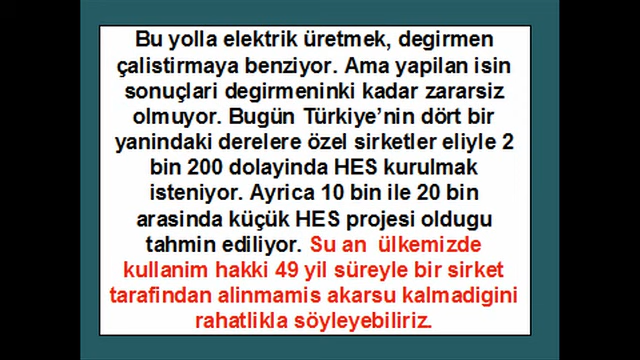 Bu yolla elektrik üretmek, degirmen
çalistirmaya benziyor. Ama yapilan isin
sonuçlari degirmeninki kadar zararsiz
olmuyor. Bugün Türkiye’nin dört bir
yanindaki derelere özel sirketler eliyle 2
bin 200 dolayinda HES kurulmak
isteniyor. Ayrica 10 bin ile 20 bin
arasinda küçük HES projesi oldugu
tahmin ediliyor. Su an  ülkemizde
kullanim hakki 49 yil süreyle bir sirket
tarafindan alinmamis akarsu kalmadigini
rahatlikla söyleyebiliriz.